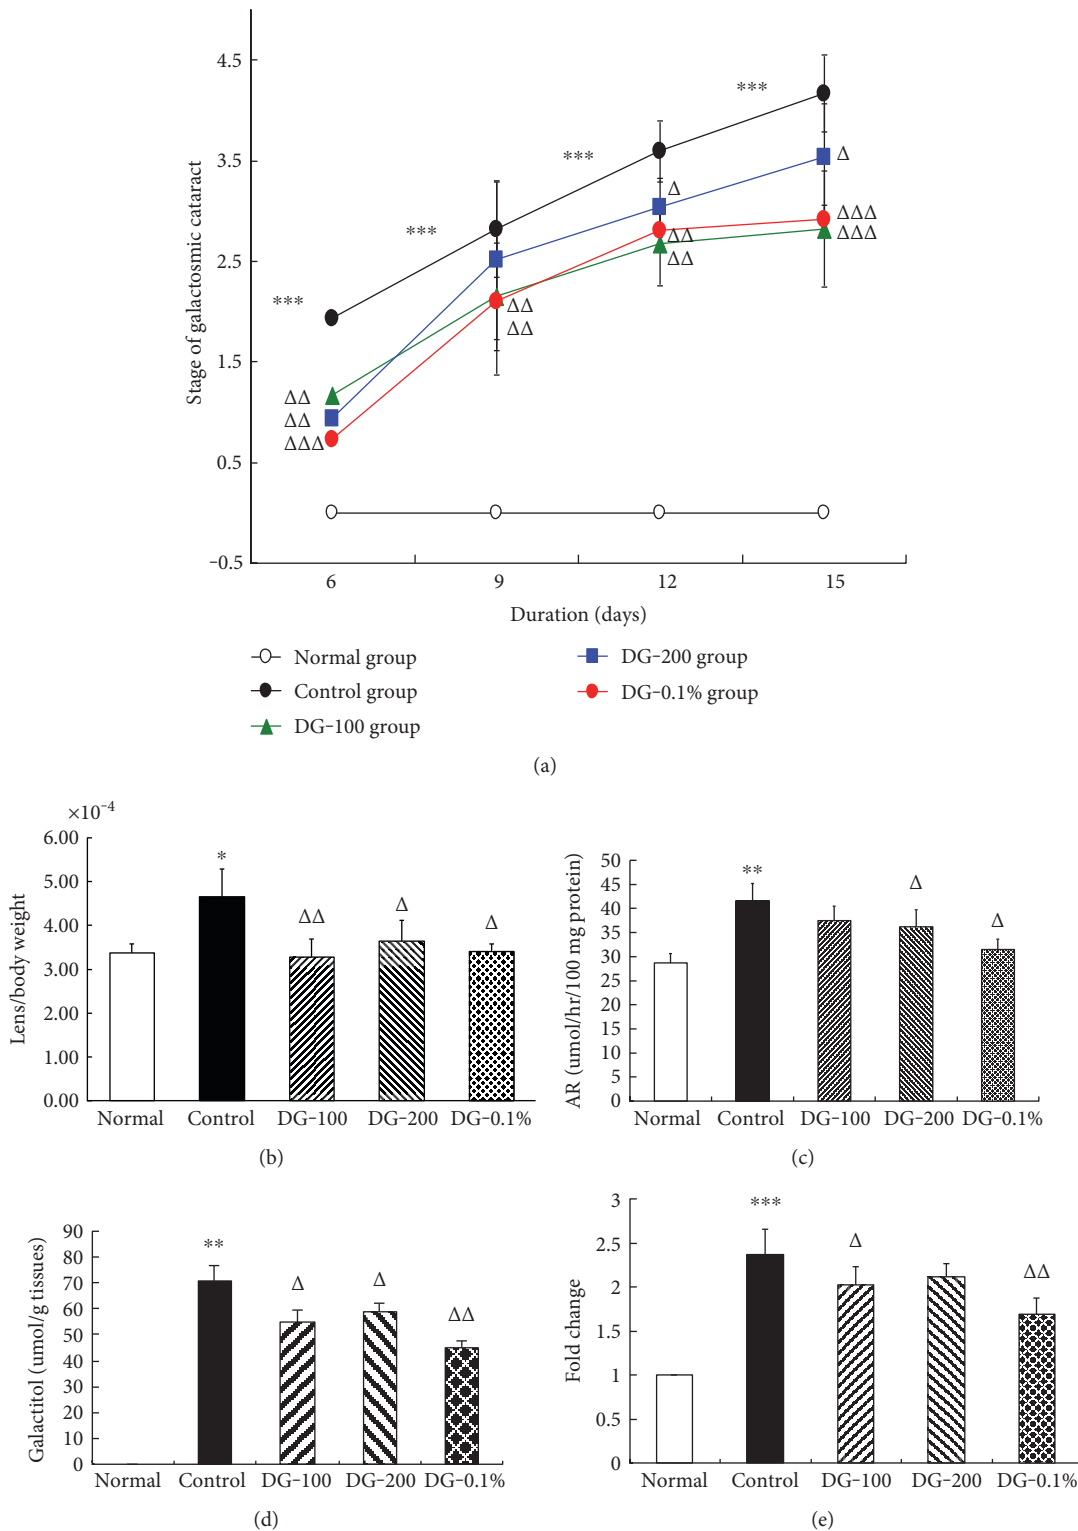 4.5
***
Δ
3.5
***
Δ
ΔΔΔ
***
ΔΔ
ΔΔΔ
2.5
ΔΔ
***
ΔΔ
ΔΔ
1.5
ΔΔ
ΔΔ
ΔΔΔ
0.5
-0.5
Stage of galactosmic cataract
6 9 12 15
Duration (days)
Normal group
Control group
DG-100 group
DG-200 group
DG-0.1% group
(a)
×10⁻⁴
6.00
5.00
4.00
3.00
2.00
1.00
0.00
Lens/body weight
* ΔΔ Δ Δ
Normal Control DG-100 DG-200 DG-0.1%
(b)
50
45
40
35
30
25
20
15
10
5
0
AR (umol/hr/100 mg protein)
** Δ Δ
Normal Control DG-100 DG-200 DG-0.1%
(c)
90
80
70
60
50
40
30
20
10
0
Galactitol (umol/g tissues)
** Δ Δ ΔΔ
Normal Control DG-100 DG-200 DG-0.1%
(d)
3
2.5
2
1.5
1
0.5
0
Fold change
*** Δ ΔΔ
Normal Control DG-100 DG-200 DG-0.1%
(e)